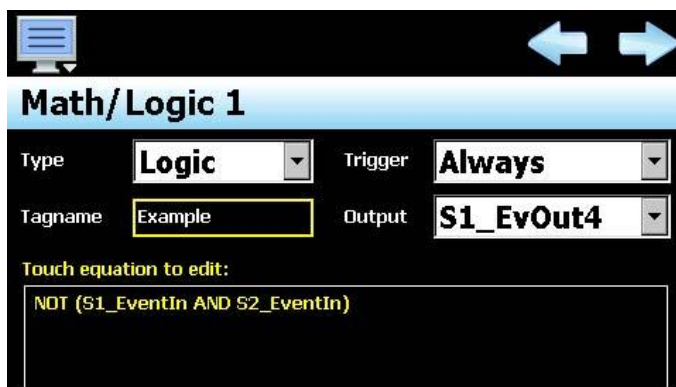 Math/Logic 1
Type Logic Trigger Always
Tagname Example Output S1_EvOut4
Touch equation to edit:
NOT (S1_EventIn AND S2_EventIn)